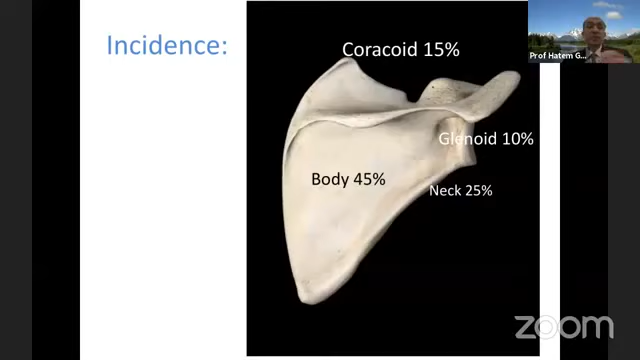 Incidence:
Coracoid 15%
Glenoid 10%
Body 45%
Neck 25%
Prof Hatem G...
zoom